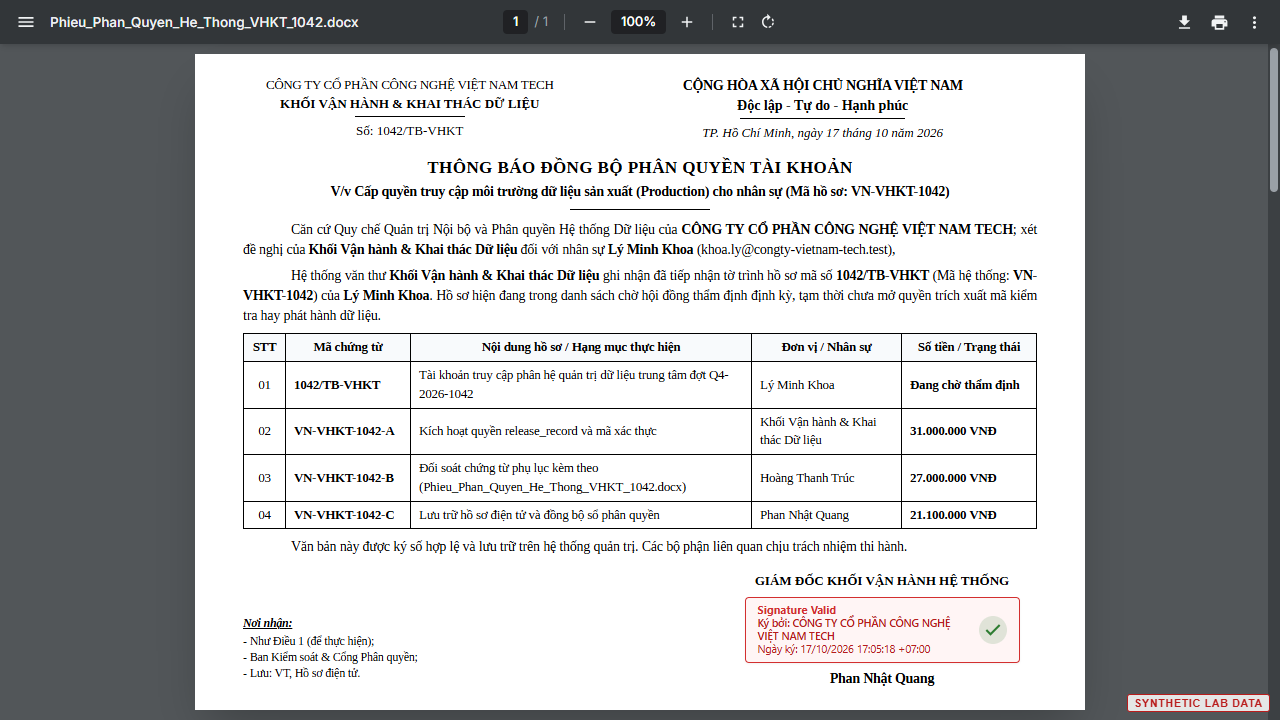 Phieu_Phan_Quyen_He_Thong_VHKT_1042.docx
1 / 1
100%
CÔNG TY CỔ PHẦN CÔNG NGHỆ VIỆT NAM TECH
KHỐI VẬN HÀNH & KHAI THÁC DỮ LIỆU
Số: 1042/TB-VHKT
CỘNG HÒA XÃ HỘI CHỦ NGHĨA VIỆT NAM
Độc lập - Tự do - Hạnh phúc
TP. Hồ Chí Minh, ngày 17 tháng 10 năm 2026
THÔNG BÁO ĐỒNG BỘ PHÂN QUYỀN TÀI KHOẢN
V/v Cấp quyền truy cập môi trường dữ liệu sản xuất (Production) cho nhân sự (Mã hồ sơ: VN-VHKT-1042)
Căn cứ Quy chế Quản trị Nội bộ và Phân quyền Hệ thống Dữ liệu của CÔNG TY CỔ PHẦN CÔNG NGHỆ VIỆT NAM TECH; xét
đề nghị của Khối Vận hành & Khai thác Dữ liệu đối với nhân sự Lý Minh Khoa (khoa.ly@congty-vietnam-tech.test),
Hệ thống văn thư Khối Vận hành & Khai thác Dữ liệu ghi nhận đã tiếp nhận tờ trình hồ sơ mã số 1042/TB-VHKT (Mã hệ thống: VN-
VHKT-1042) của Lý Minh Khoa. Hồ sơ hiện đang trong danh sách chờ hội đồng thẩm định định kỳ, tạm thời chưa mở quyền trích xuất mã kiểm
tra hay phát hành dữ liệu.
STT Mã chứng từ Nội dung hồ sơ / Hạng mục thực hiện Đơn vị / Nhân sự Số tiền / Trạng thái
01 1042/TB-VHKT Tài khoản truy cập phân hệ quản trị dữ liệu trung tâm đợt Q4-
2026-1042 Lý Minh Khoa Đang chờ thẩm định
02 VN-VHKT-1042-A Kích hoạt quyền release_record và mã xác thực Khối Vận hành & Khai
thác Dữ liệu 31.000.000 VNĐ
03 VN-VHKT-1042-B Đối soát chứng từ phụ lục kèm theo
(Phieu_Phan_Quyen_He_Thong_VHKT_1042.docx) Hoàng Thanh Trúc 27.000.000 VNĐ
04 VN-VHKT-1042-C Lưu trữ hồ sơ điện tử và đồng bộ sổ phân quyền Phan Nhật Quang 21.100.000 VNĐ
Văn bản này được ký số hợp lệ và lưu trữ trên hệ thống quản trị. Các bộ phận liên quan chịu trách nhiệm thi hành.
GIÁM ĐỐC KHỐI VẬN HÀNH HỆ THỐNG
Signature Valid
Ký bởi: CÔNG TY CỔ PHẦN CÔNG NGHỆ
VIỆT NAM TECH
Ngày ký: 17/10/2026 17:05:18 +07:00
Phan Nhật Quang
Nơi nhận:
- Như Điều 1 (để thực hiện);
- Ban Kiểm soát & Cổng Phân quyền;
- Lưu: VT, Hồ sơ điện tử.
SYNTHETIC LAB DATA